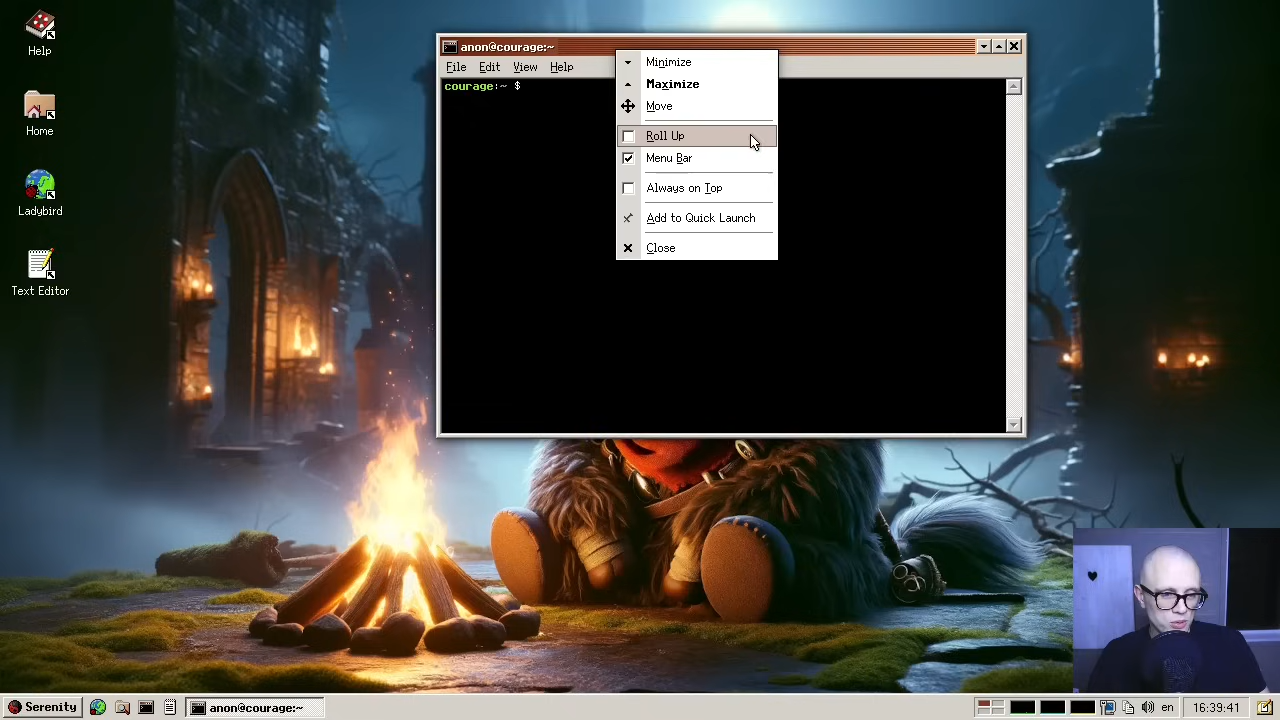 Help
Home
Ladybird
Text Editor
anon@courage:~
File Edit View Help
courage:~ $
Minimize
Maximize
Move
Roll Up
Menu Bar
Always on Top
Add to Quick Launch
Close
Serenity
anon@courage:~
en
16:39:41